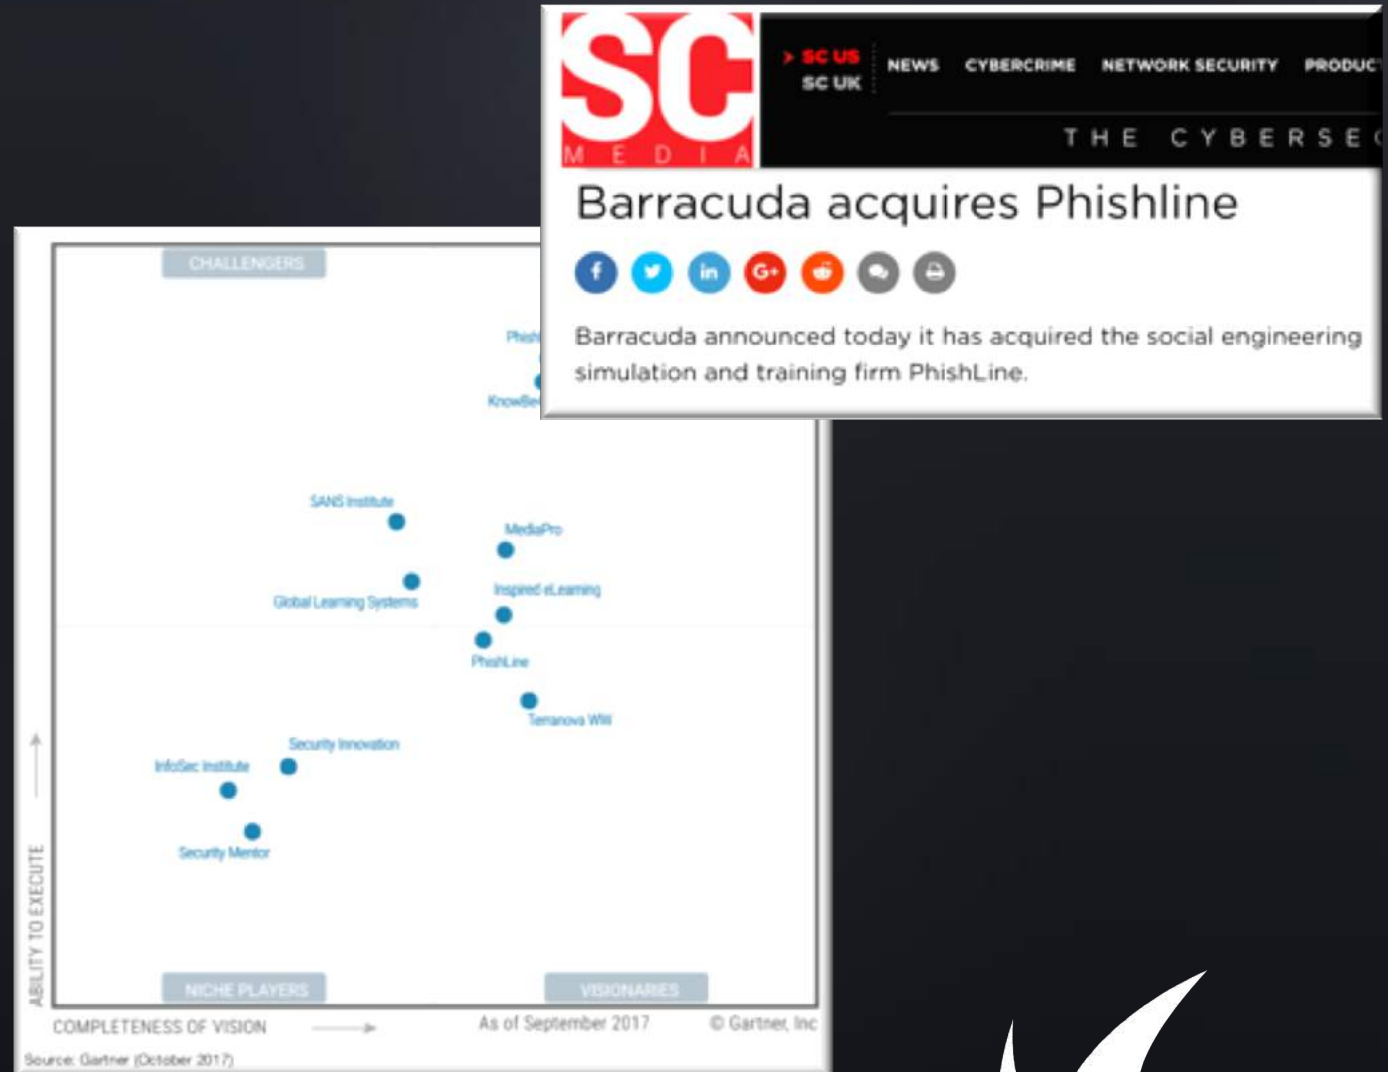 SC
MEDIA
> SC US
SC UK
NEWS CYBERCRIME NETWORK SECURITY
THE
Barracuda acquires Phishline
f in G+
Barracuda announced today it has acquired the social engineering
simulation and training firm PhishLine.
CHALLENGERS
SANS Institute
MediaPro
Inspired eLearning
Global Learning Systems
PhishLine
Terranova WW
Security Innovation
InfoSec Institute
Security Mentor
ABILITY TO EXECUTE
NICHE PLAYERS
VISIONARIES
COMPLETENESS OF VISION
As of September 2017
© Gartner, Inc
Source: Gartner (October 2017)